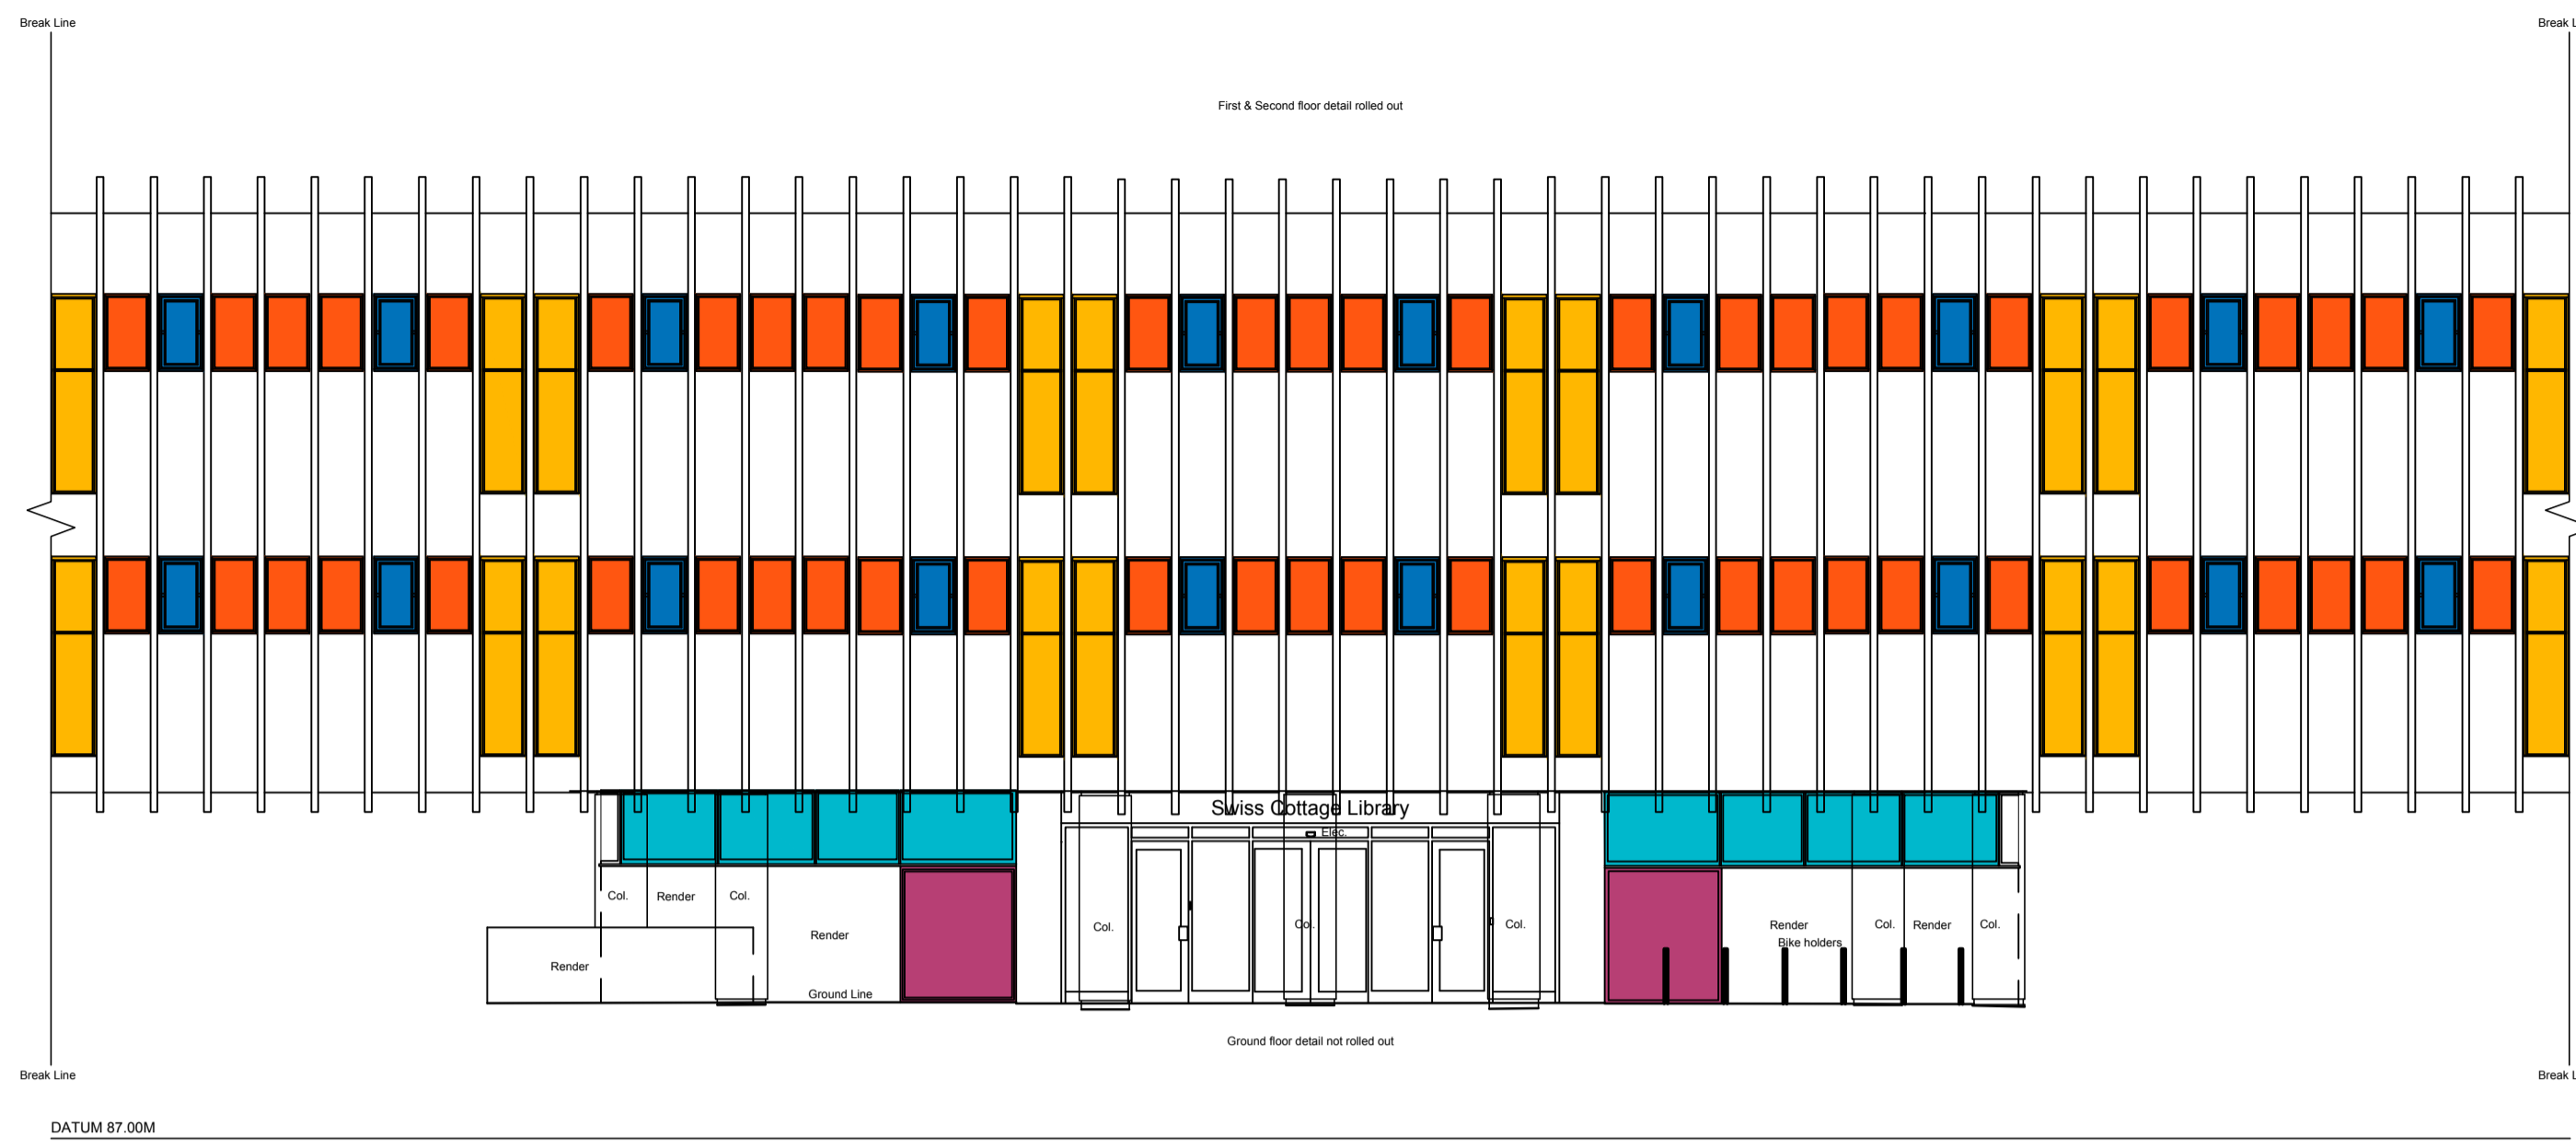 Break Line
Break L
First & Second floor detail rolled out
Swiss Cottage Library
Elec.
Col.
Render
Col.
Col.
Col.
Col.
Render
Col.
Render
Col.
Render
Bike holders
Render
Ground Line
Ground floor detail not rolled out
Break Line
Break L
DATUM 87.00M